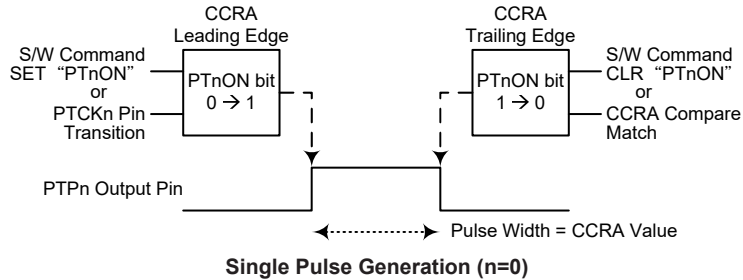 CCRA
Leading Edge
S/W Command
SET “PTnON”
or
PTCKn Pin
Transition
PTnON bit
0 → 1
CCRA
Trailing Edge
PTnON bit
1 → 0
S/W Command
CLR “PTnON”
or
CCRA Compare
Match
PTPn Output Pin
Pulse Width = CCRA Value
Single Pulse Generation (n=0)